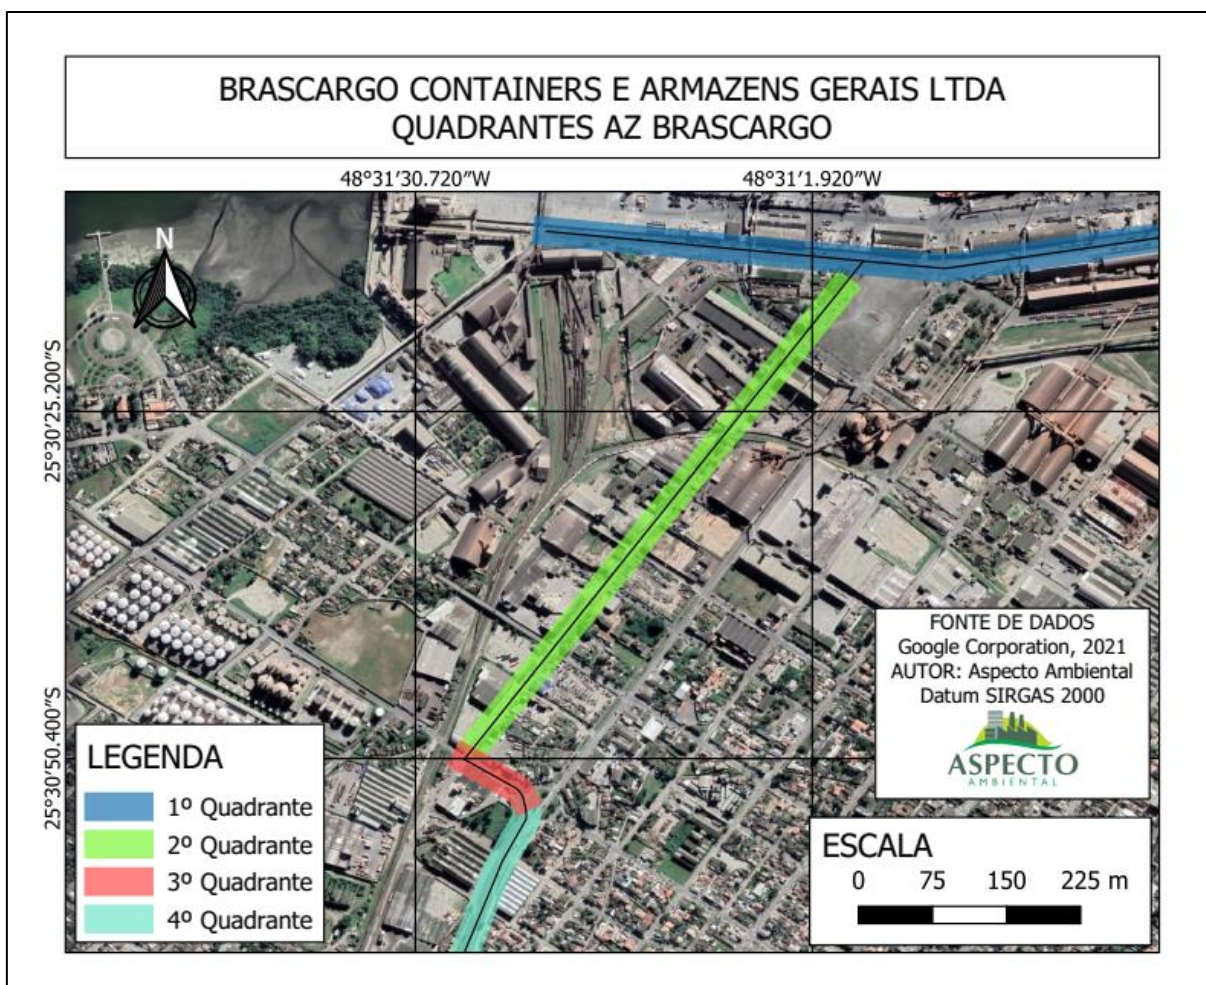 BRASCARGO CONTAINERS E ARMAZENS GERAIS LTDA
QUADRANTES AZ BRASCARGO
48°31'30.720"W
48°31'1.920"W
N
25°30'25.200"S
25°30'50.400"S
FONTE DE DADOS
Google Corporation, 2021
AUTOR: Aspecto Ambiental
Datum SIRGAS 2000
ASPECTO
AMBIENTAL
LEGENDA
1º Quadrante
2º Quadrante
3º Quadrante
4º Quadrante
ESCALA
0 75 150 225 m